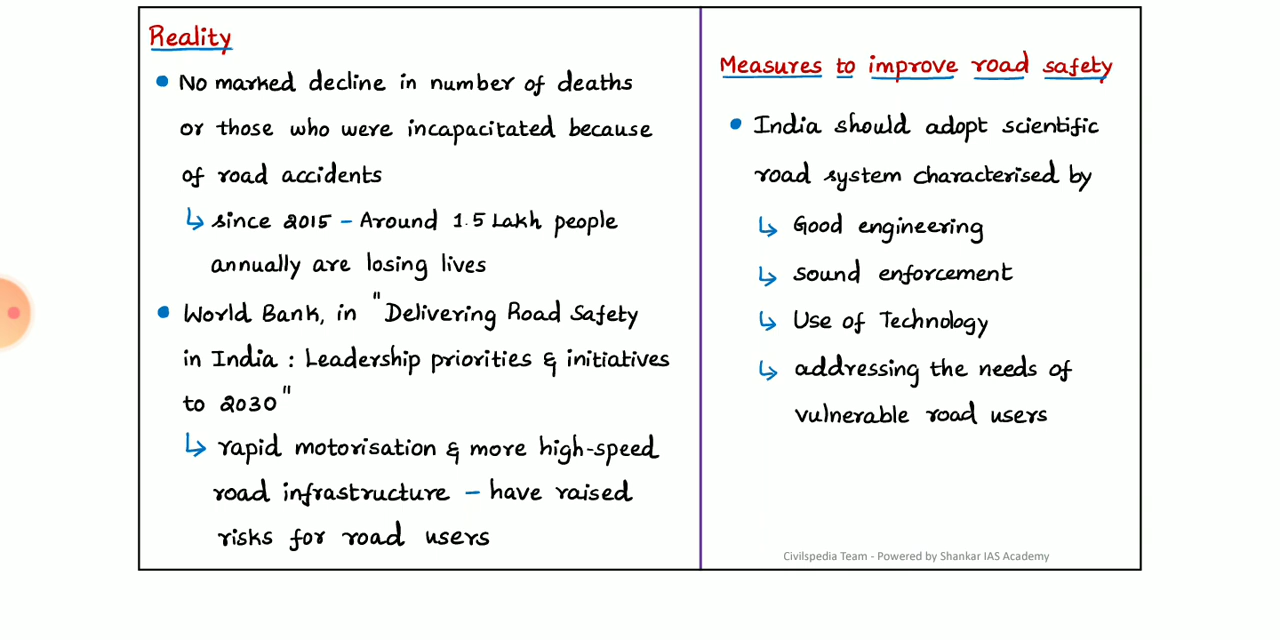 Reality
• No marked decline in number of deaths
or those who were incapacitated because
of road accidents
↳ since 2015 – Around 1.5 Lakh people
annually are losing lives
• World Bank, in "Delivering Road Safety
in India : Leadership priorities & initiatives
to 2030"
↳ rapid motorisation & more high-speed
road infrastructure – have raised
risks for road users
Measures to improve road safety
• India should adopt scientific
road system characterised by
↳ Good engineering
↳ sound enforcement
↳ Use of Technology
↳ addressing the needs of
vulnerable road users
Civilspedia Team - Powered by Shankar IAS Academy